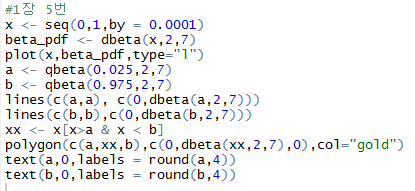 #1장 5번
x <- seq(0,1,by = 0.0001)
beta_pdf <- dbeta(x,2,7)
plot(x,beta_pdf,type="l")
a <- qbeta(0.025,2,7)
b <- qbeta(0.975,2,7)
lines(c(a,a), c(0,dbeta(a,2,7)))
lines(c(b,b),c(0,dbeta(b,2,7)))
xx <- x[x>a & x < b]
polygon(c(a,xx,b),c(0,dbeta(xx,2,7),0),col="gold")
text(a,0,labels = round(a,4))
text(b,0,labels = round(b,4))